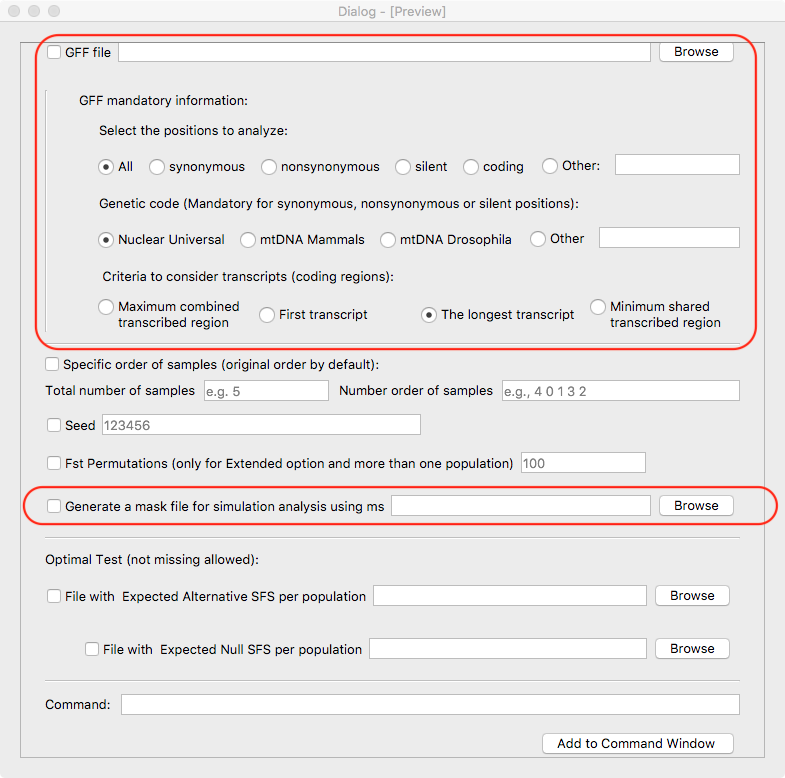 Dialog - [Preview]
GFF file Browse
GFF mandatory information:
Select the positions to analyze:
All synonymous nonsynonymous silent coding Other:
Genetic code (Mandatory for synonymous, nonsynonymous or silent positions):
Nuclear Universal mtDNA Mammals mtDNA Drosophila Other
Criteria to consider transcripts (coding regions):
Maximum combined
transcribed region
First transcript
The longest transcript
Minimum shared
transcribed region
Specific order of samples (original order by default):
Total number of samples e.g. 5 Number order of samples e.g., 4 0 1 3 2
Seed 123456
Fst Permutations (only for Extended option and more than one population) 100
Generate a mask file for simulation analysis using ms Browse
Optimal Test (not missing allowed):
File with Expected Alternative SFS per population Browse
File with Expected Null SFS per population Browse
Command:
Add to Command Window